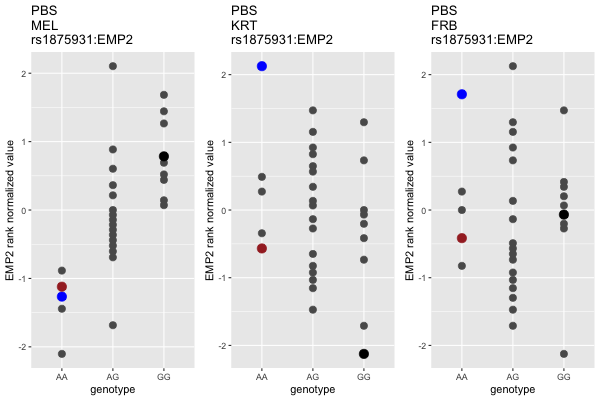 PBS
MEL
rs1875931:EMP2
PBS
KRT
rs1875931:EMP2
PBS
FRB
rs1875931:EMP2
EMP2 rank normalized value
2
1
0
-1
-2
AA
AG
GG
genotype
EMP2 rank normalized value
2
1
0
-1
-2
AA
AG
GG
genotype
EMP2 rank normalized value
2
1
0
-1
-2
AA
AG
GG
genotype